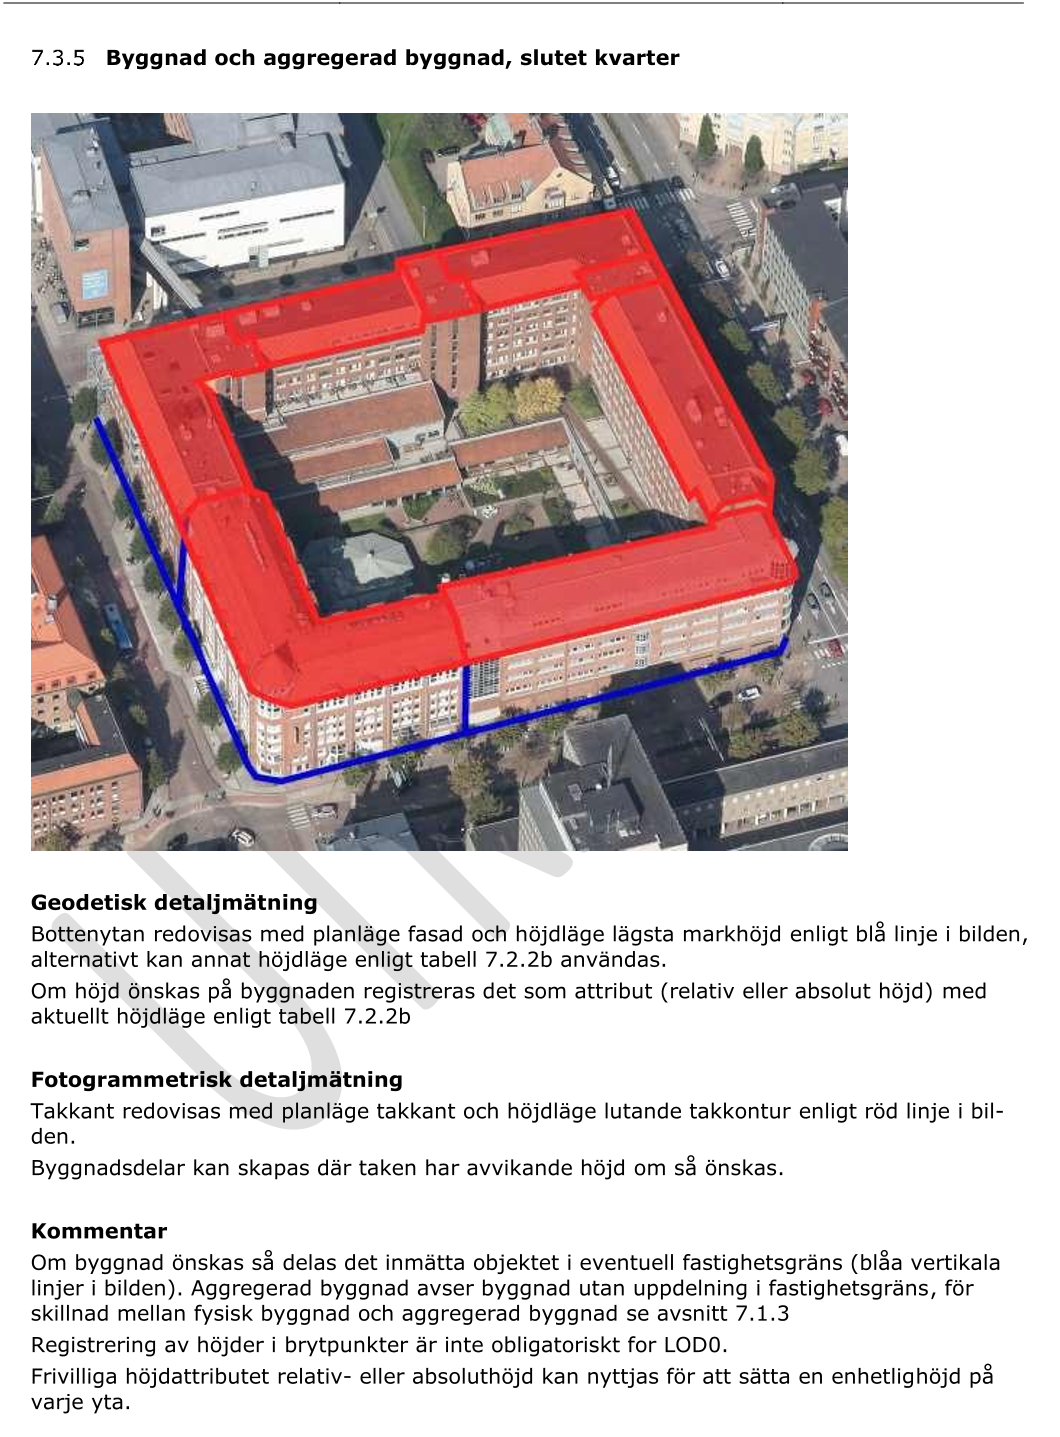 7.3.5 Byggnad och aggregerad byggnad, slutet kvarter
Geodetisk detaljmätning
Bottenytan redovisas med planläge fasad och höjdläge lägsta markhöjd enligt blå linje i bilden,
alternativt kan annat höjdläge enligt tabell 7.2.2b användas.
Om höjd önskas på byggnaden registreras det som attribut (relativ eller absolut höjd) med
aktuellt höjdläge enligt tabell 7.2.2b
Fotogrammetrisk detaljmätning
Takkant redovisas med planläge takkant och höjdläge lutande takkontur enligt röd linje i bil-
den.
Byggnadsdelar kan skapas där taken har avvikande höjd om så önskas.
Kommentar
Om byggnad önskas så delas det inmätta objektet i eventuell fastighetsgräns (blåa vertikala
linjer i bilden). Aggregerad byggnad avser byggnad utan uppdelning i fastighetsgräns, för
skillnad mellan fysisk byggnad och aggregerad byggnad se avsnitt 7.1.3
Registrering av höjder i brytpunkter är inte obligatoriskt for LOD0.
Frivilliga höjdattributet relativ- eller absoluthöjd kan nyttjas för att sätta en enhetlighöjd på
varje yta.